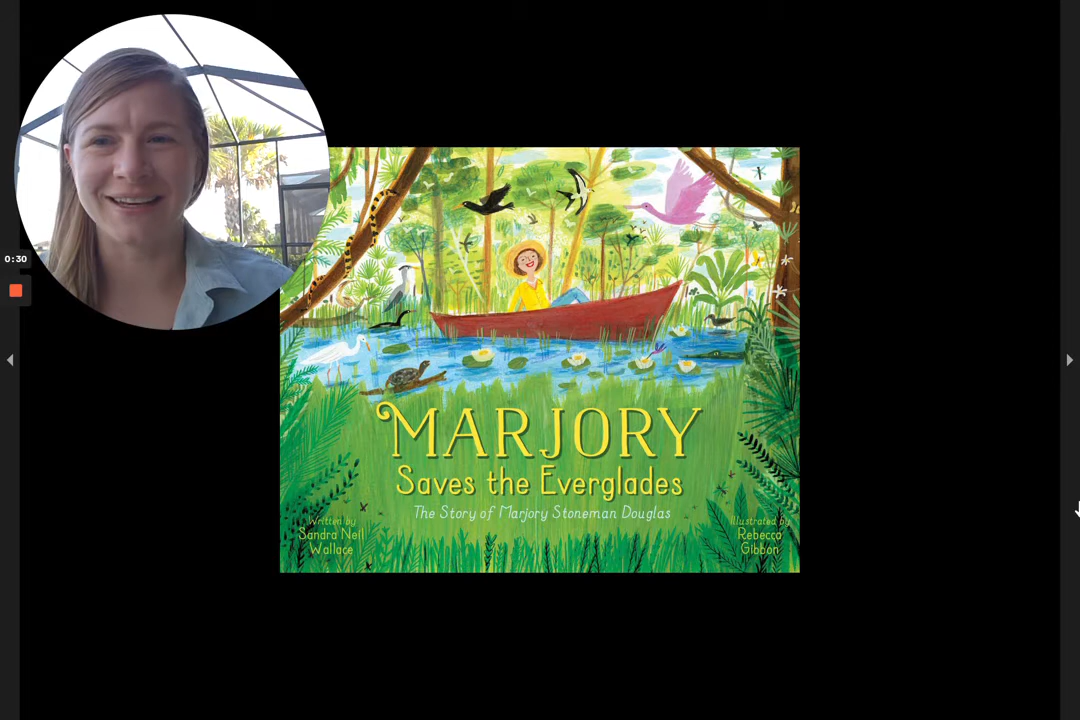 0:30
MARJORY
Saves the Everglades
The Story of Marjory Stoneman Douglas
Written by
Sandra Neil
Wallace
Illustrated by
Rebecca
Gibbon